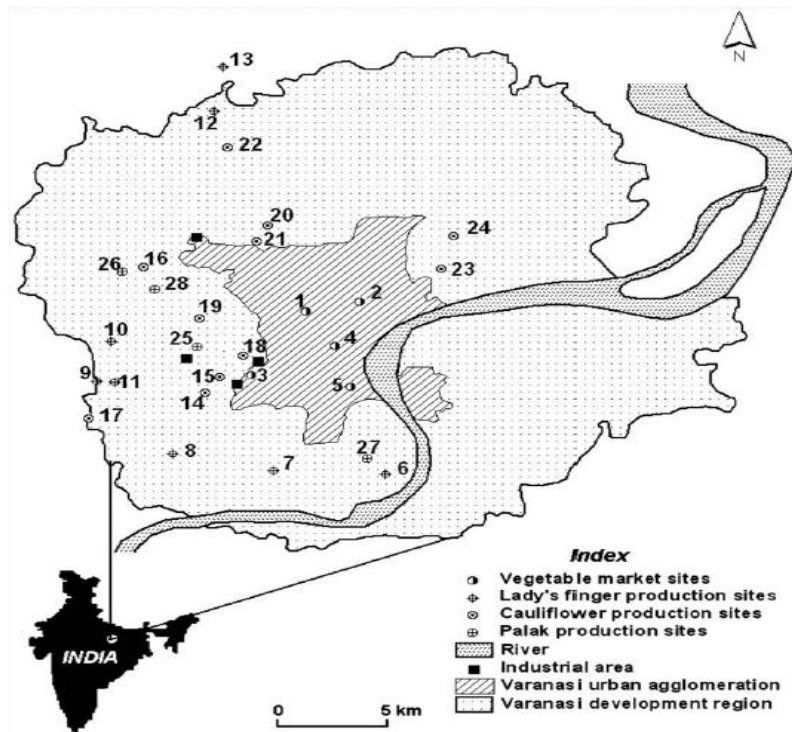 13
N
12
22
20
24
21
16
26
23
28
2
1
19
10
4
25
18
9
11
15
3
5
14
17
27
8
7
6
Index
Vegetable market sites
Lady's finger production sites
Cauliflower production sites
Palak production sites
River
INDIA
Industrial area
Varanasi urban agglomeration
0 5 km
Varanasi development region